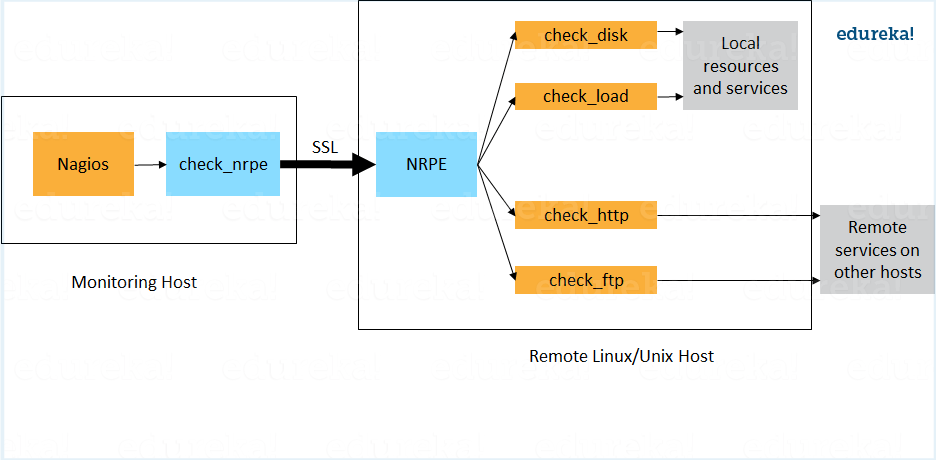 edureka!
check_disk
Local
resources
and services
check_load
SSL
Nagios
check_nrpe
NRPE
check_http
Remote
services on
other hosts
check_ftp
Monitoring Host
Remote Linux/Unix Host